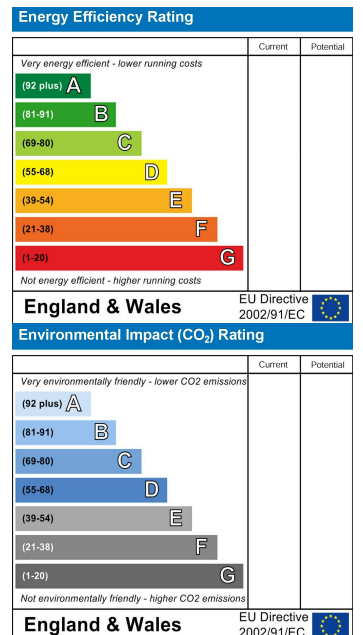 Energy Efficiency Rating
Current Potential
Very energy efficient - lower running costs
(92 plus) A
(81-91) B
(69-80) C
(55-68) D
(39-54) E
(21-38) F
(1-20) G
Not energy efficient - higher running costs
England & Wales
EU Directive
2002/91/EC
Environmental Impact (CO₂) Rating
Current Potential
Very environmentally friendly - lower CO2 emissions
(92 plus) A
(81-91) B
(69-80) C
(55-68) D
(39-54) E
(21-38) F
(1-20) G
Not environmentally friendly - higher CO2 emissions
England & Wales
EU Directive
2002/91/EC